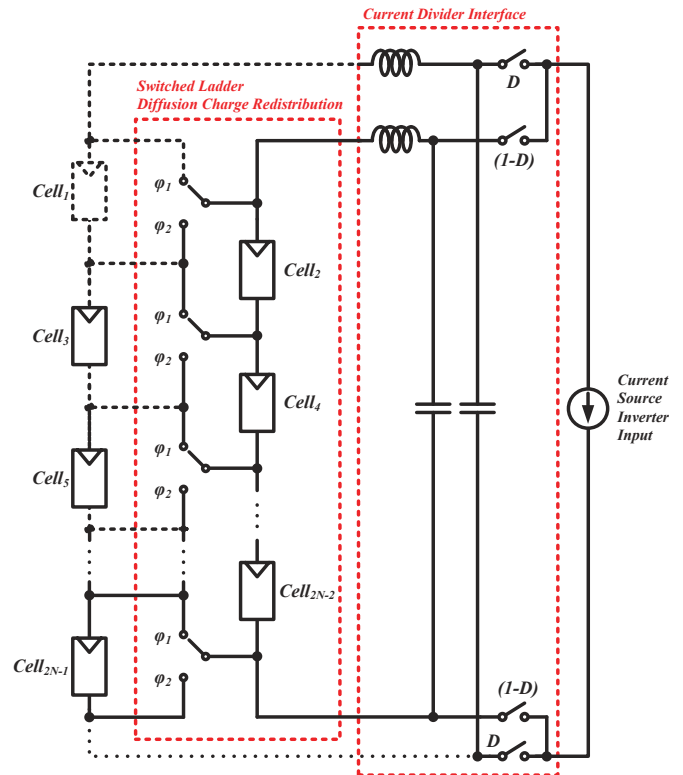 Current Divider Interface
Switched Ladder
Diffusion Charge Redistribution
D
(1-D)
Cell₁
φ₁
φ₂
Cell₂
Cell₃
φ₁
φ₂
Cell₄
Current
Source
Inverter
Input
Cell₅
φ₁
φ₂
Cell₂N-₂
Cell₂N-₁
φ₁
φ₂
(1-D)
D